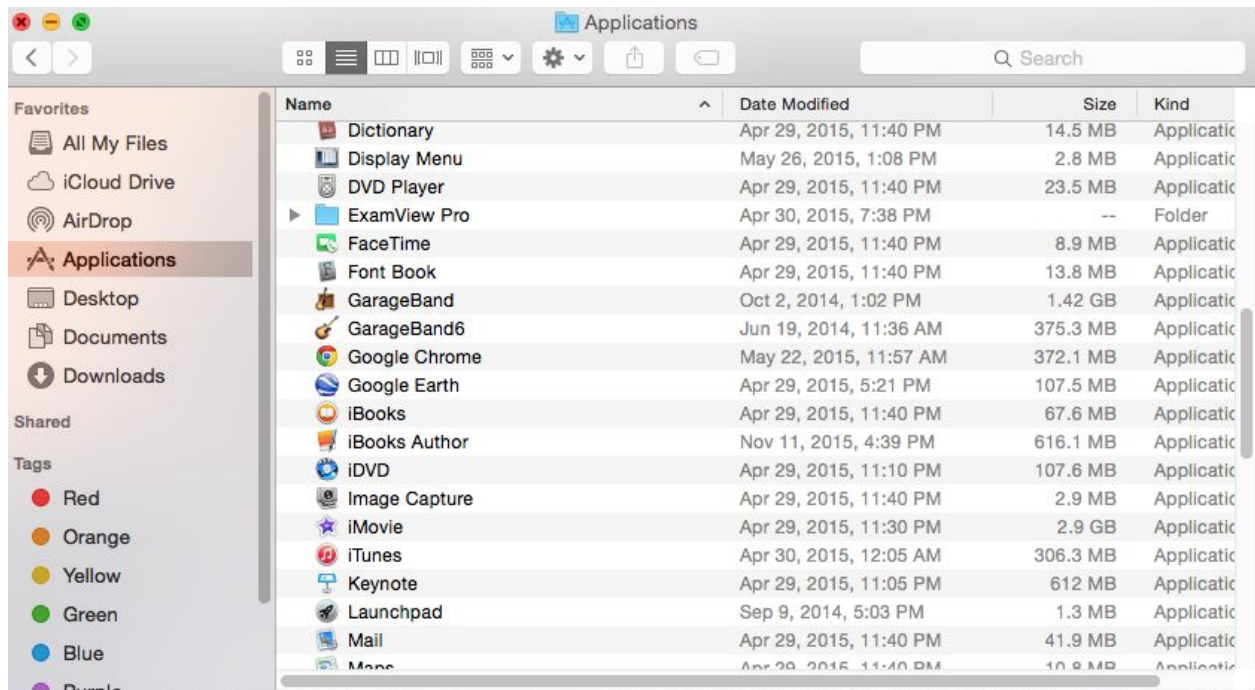 Applications
Search
Favorites
All My Files
iCloud Drive
AirDrop
Applications
Desktop
Documents
Downloads
Shared
Tags
Red
Orange
Yellow
Green
Blue
Purple
Name Date Modified Size Kind
Dictionary Apr 29, 2015, 11:40 PM 14.5 MB Applicatic
Display Menu May 26, 2015, 1:08 PM 2.8 MB Applicatic
DVD Player Apr 29, 2015, 11:40 PM 23.5 MB Applicatic
ExamView Pro Apr 30, 2015, 7:38 PM -- Folder
FaceTime Apr 29, 2015, 11:40 PM 8.9 MB Applicatic
Font Book Apr 29, 2015, 11:40 PM 13.8 MB Applicatic
GarageBand Oct 2, 2014, 1:02 PM 1.42 GB Applicatic
GarageBand6 Jun 19, 2014, 11:36 AM 375.3 MB Applicatic
Google Chrome May 22, 2015, 11:57 AM 372.1 MB Applicatic
Google Earth Apr 29, 2015, 5:21 PM 107.5 MB Applicatic
iBooks Apr 29, 2015, 11:40 PM 67.6 MB Applicatic
iBooks Author Nov 11, 2015, 4:39 PM 616.1 MB Applicatic
iDVD Apr 29, 2015, 11:10 PM 107.6 MB Applicatic
Image Capture Apr 29, 2015, 11:40 PM 2.9 MB Applicatic
iMovie Apr 29, 2015, 11:30 PM 2.9 GB Applicatic
iTunes Apr 30, 2015, 12:05 AM 306.3 MB Applicatic
Keynote Apr 29, 2015, 11:05 PM 612 MB Applicatic
Launchpad Sep 9, 2014, 5:03 PM 1.3 MB Applicatic
Mail Apr 29, 2015, 11:40 PM 41.9 MB Applicatic
Maps Apr 29, 2015, 11:40 PM 10.8 MB Applicatic